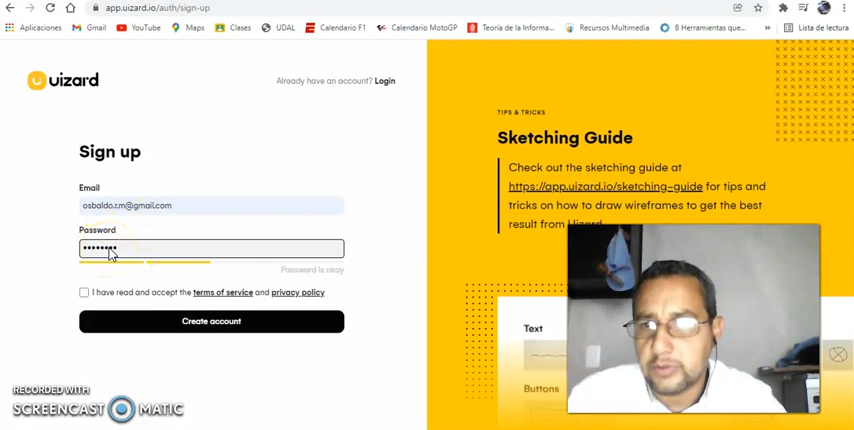 app.uizard.io/auth/sign-up
Aplicaciones
Gmail
YouTube
Maps
Clases
UDAL
Calendario F1
Calendario MotoGP
Teoría de la Informa...
Recursos Multimedia
8 Herramientas que...
»
Lista de lectura
uizard
Already have an account? Login
Sign up
Email
osbaldo.r.m@gmail.com
Password
••••••••
Password is okay
I have read and accept the terms of service and privacy policy
Create account
TIPS & TRICKS
Sketching Guide
Check out the sketching guide at
https://app.uizard.io/sketching-guide for tips and
tricks on how to draw wireframes to get the best
result from Uizard.
Text
Buttons
RECORDED WITH
SCREENCAST MATIC